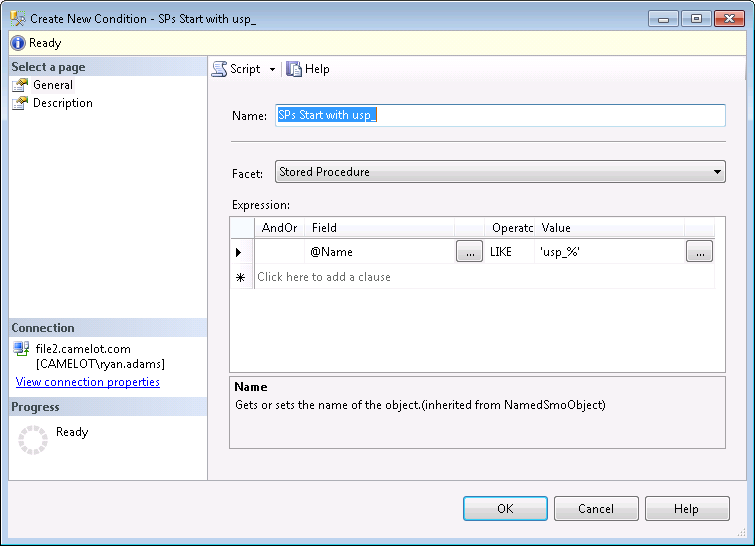 Create New Condition - SPs Start with usp_
Ready
Select a page
General
Description
Script
Help
Name:
SPs Start with usp_
Facet:
Stored Procedure
Expression:
AndOr Field Operatc Value
@Name ... LIKE 'usp_%' ...
Click here to add a clause
Name
Gets or sets the name of the object.(inherited from NamedSmoObject)
Connection
file2.camelot.com
[CAMELOT\ryan.adams]
View connection properties
Progress
Ready
OK
Cancel
Help